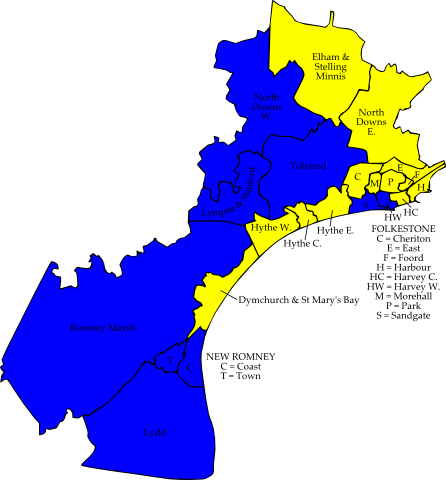 Elham &
Stelling
Minnis
North
Downs
W.
North
Downs
E.
Tolsford
Lympne & Stanford
C
M
P
E
F
H
S
HW
HC
Hythe W.
Hythe C.
Hythe E.
FOLKESTONE
C = Cheriton
E = East
F = Foord
H = Harbour
HC = Harvey C.
HW = Harvey W.
M = Morehall
P = Park
S = Sandgate
Dymchurch & St Mary's Bay
Romney Marsh
T
C
NEW ROMNEY
C = Coast
T = Town
Lydd